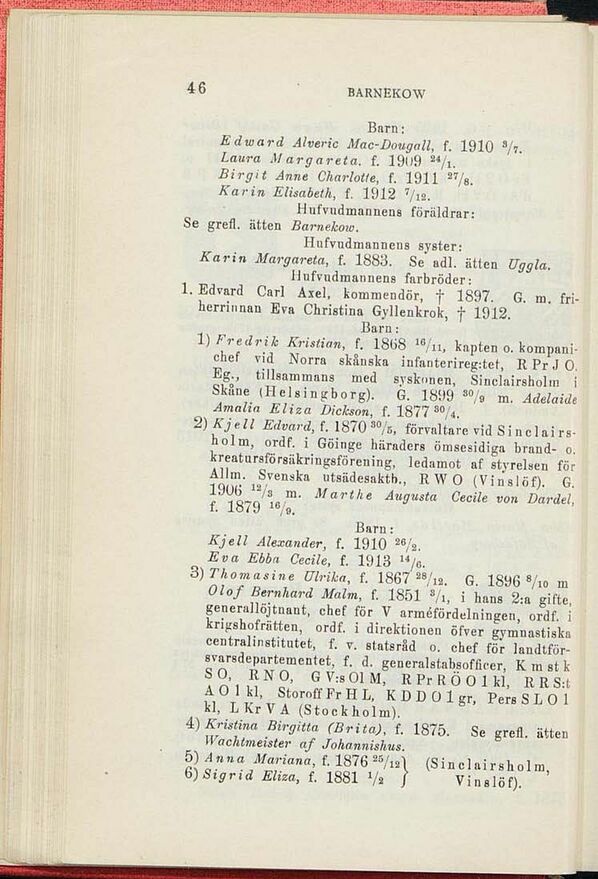 46 BARNEKOW
Barn:
Edward Alveric Mac-Dougall, f. 1910 3/7.
Laura Margareta, f. 1909 24/1.
Birgit Anne Charlotte, f. 1911 27/8.
Karin Elisabeth, f. 1912 7/12.
Hufvudmannens föräldrar:
Se grefl. ätten Barnekow.
Hufvudmannens syster:
Karin Margareta, f. 1883. Se adl. ätten Uggla.
Hufvudmannens farbröder:
1. Edvard Carl Axel, kommendör, † 1897. G. m. fri-
herrinnan Eva Christina Gyllenkrok, † 1912.
Barn:
1) Fredrik Kristian, f. 1868 16/11, kapten o. kompani-
chef vid Norra skånska infanterireg:tet, R Pr J O.
Eg., tillsammans med syskonen, Sinclairsholm i
Skåne (Helsingborg). G. 1899 30/9 m. Adelaide
Amalia Eliza Dickson, f. 1877 30/4.
2) Kjell Edvard, f. 1870 30/5, förvaltare vid Sinclairs-
holm, ordf. i Göinge häraders ömsesidiga brand- o.
kreatursförsäkringsförening, ledamot af styrelsen för
Allm. Svenska utsädesaktb., R W O (Vinslöf). G.
1906 12/3 m. Marthe Augusta Cecile von Dardel,
f. 1879 16/9.
Barn:
Kjell Alexander, f. 1910 26/2.
Eva Ebba Cecile, f. 1913 14/6.
3) Thomasine Ulrika, f. 1867 28/12. G. 1896 8/10 m
Olof Bernhard Malm, f. 1851 3/1, i hans 2:a gifte,
generallöjtnant, chef för V arméfördelningen, ordf. i
krigshofrätten, ordf. i direktionen öfver gymnastiska
centralinstitutet, f. v. statsråd o. chef för landtför-
svarsdepartementet, f. d. generalstabsofficer, K m st k
S O, R N O, G V:s O I M, R Pr R Ö O 1 kl, R R S:t
A O 1 kl, Storoff Fr H L, K D D O 1 gr, Pers S L O 1
kl, L Kr V A (Stockholm).
4) Kristina Birgitta (Brita), f. 1875. Se grefl. ätten
Wachtmeister af Johannishus.
5) Anna Mariana, f. 1876 25/12 } (Sinclairsholm,
6) Sigrid Eliza, f. 1881 1/2 } Vinslöf).